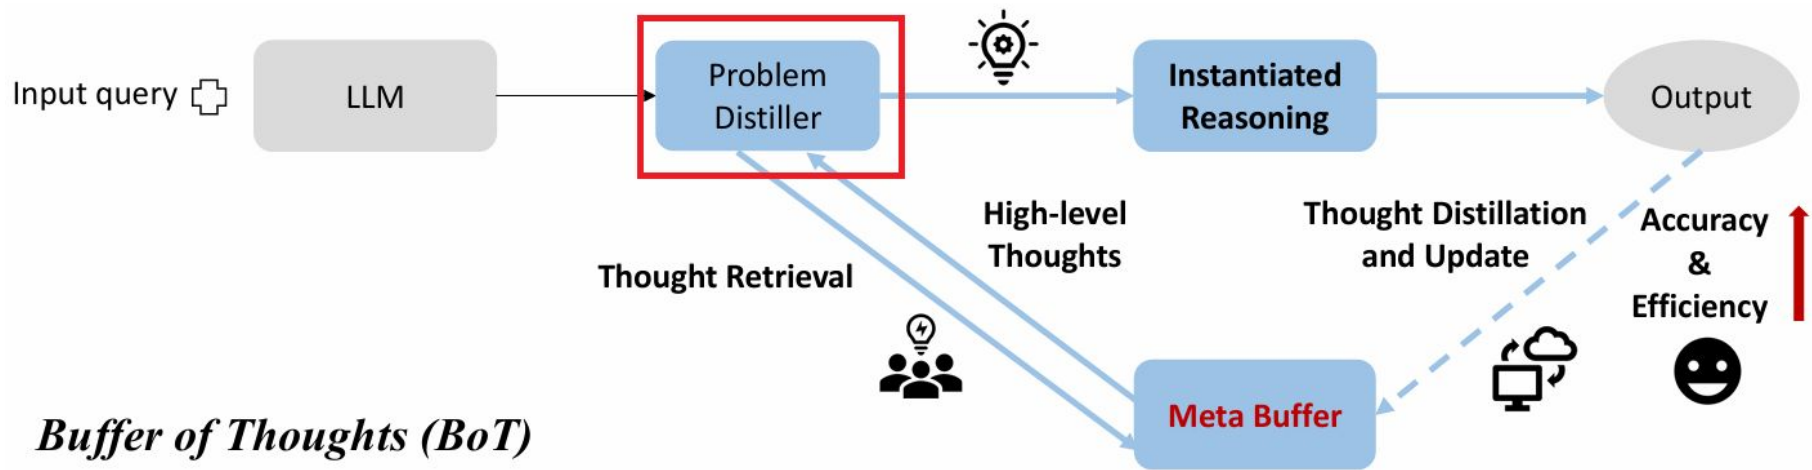 Input query
LLM
Problem
Distiller
Instantiated
Reasoning
Output
High-level
Thoughts
Thought Distillation
and Update
Accuracy
&
Efficiency
Thought Retrieval
Meta Buffer
Buffer of Thoughts (BoT)